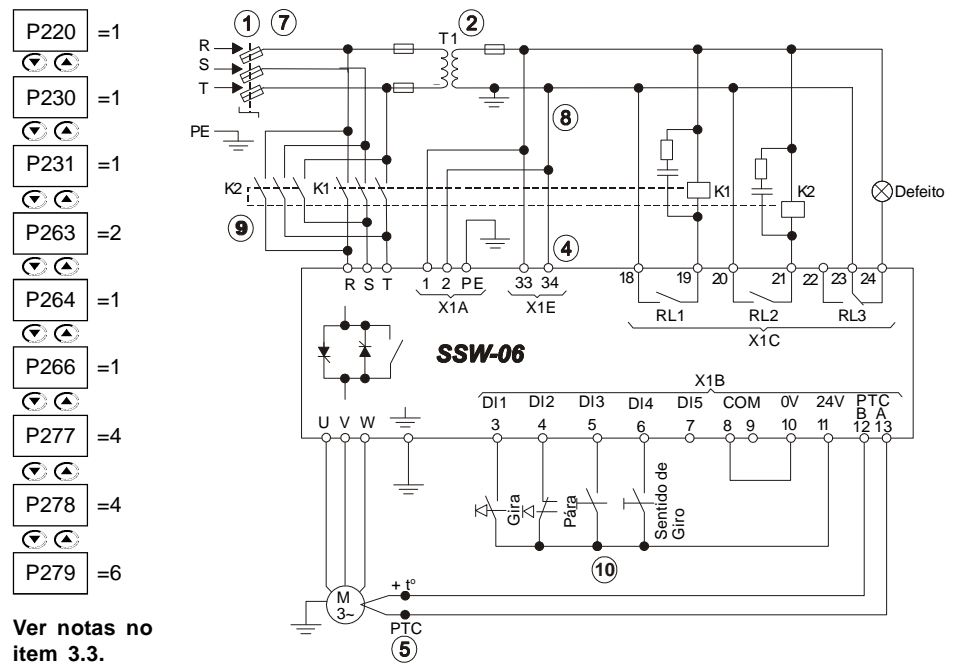 P220 =1
P230 =1
P231 =1
P263 =2
P264 =1
P266 =1
P277 =4
P278 =4
P279 =6
Ver notas no
item 3.3.
1 7 2
R
S
T
T1
PE
8
K2 K1 K1 K2 Defeito
9
4
R S T 1 2 PE 33 34 18 19 20 21 22 23 24
X1A X1E RL1 RL2 RL3
X1C
SSW-06
X1B
DI1 DI2 DI3 DI4 DI5 COM 0V 24V PTC
B A
U V W 3 4 5 6 7 8 9 10 11 12 13
Gira
Pára
Sentido de
Giro
10
M
3~
+ tº
PTC
5